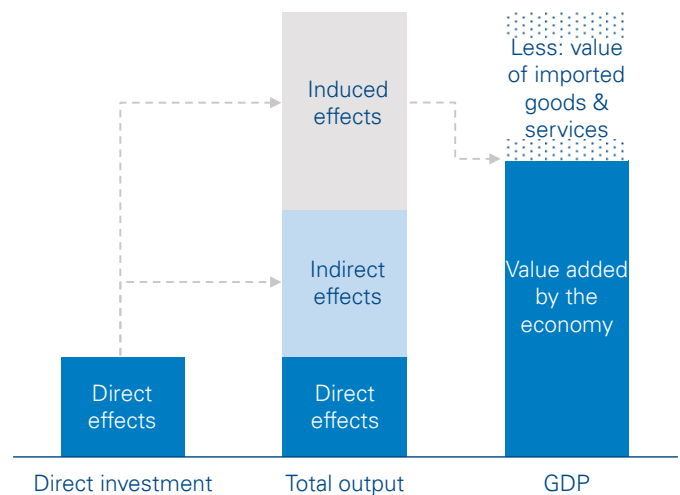 Less: value
of imported
goods &
services
Induced
effects
Indirect
effects
Value added
by the
economy
Direct
effects
Direct
effects
Direct investment
Total output
GDP